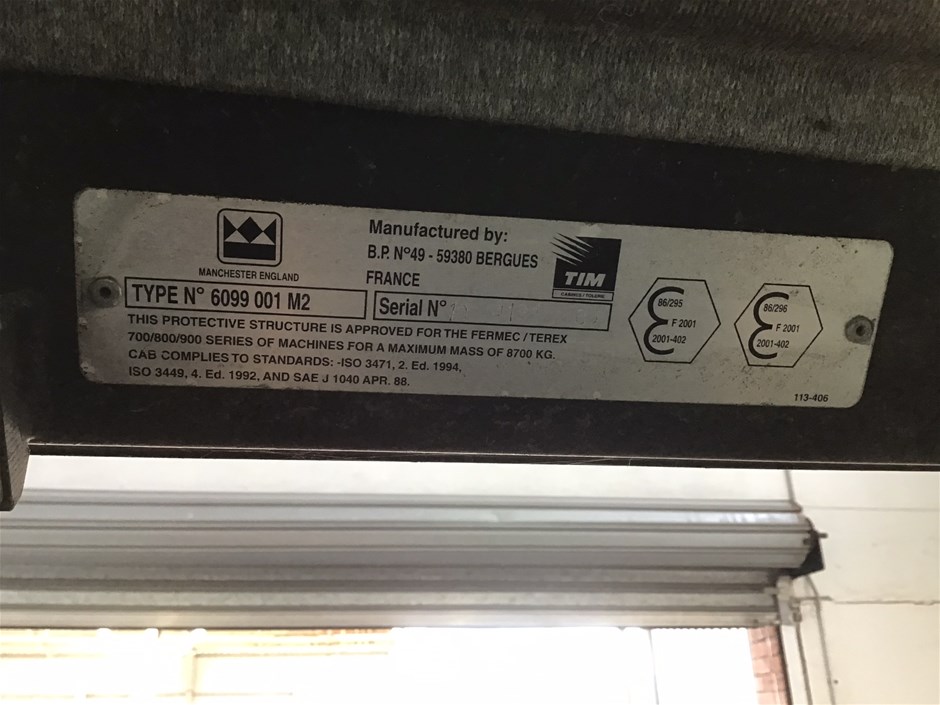 MANCHESTER ENGLAND
TYPE N° 6099 001 M2
Manufactured by:
B.P. N°49 - 59380 BERGUES
FRANCE
Serial N°
TIM
THIS PROTECTIVE STRUCTURE IS APPROVED FOR THE FERMEC / TEREX
700/800/900 SERIES OF MACHINES FOR A MAXIMUM MASS OF 8700 KG.
CAB COMPLIES TO STANDARDS: -ISO 3471, 2. Ed. 1994,
ISO 3449, 4. Ed. 1992, AND SAE J 1040 APR. 88.
86/295
F 2001
2001-402
86/296
F 2001
2001-402
113-406